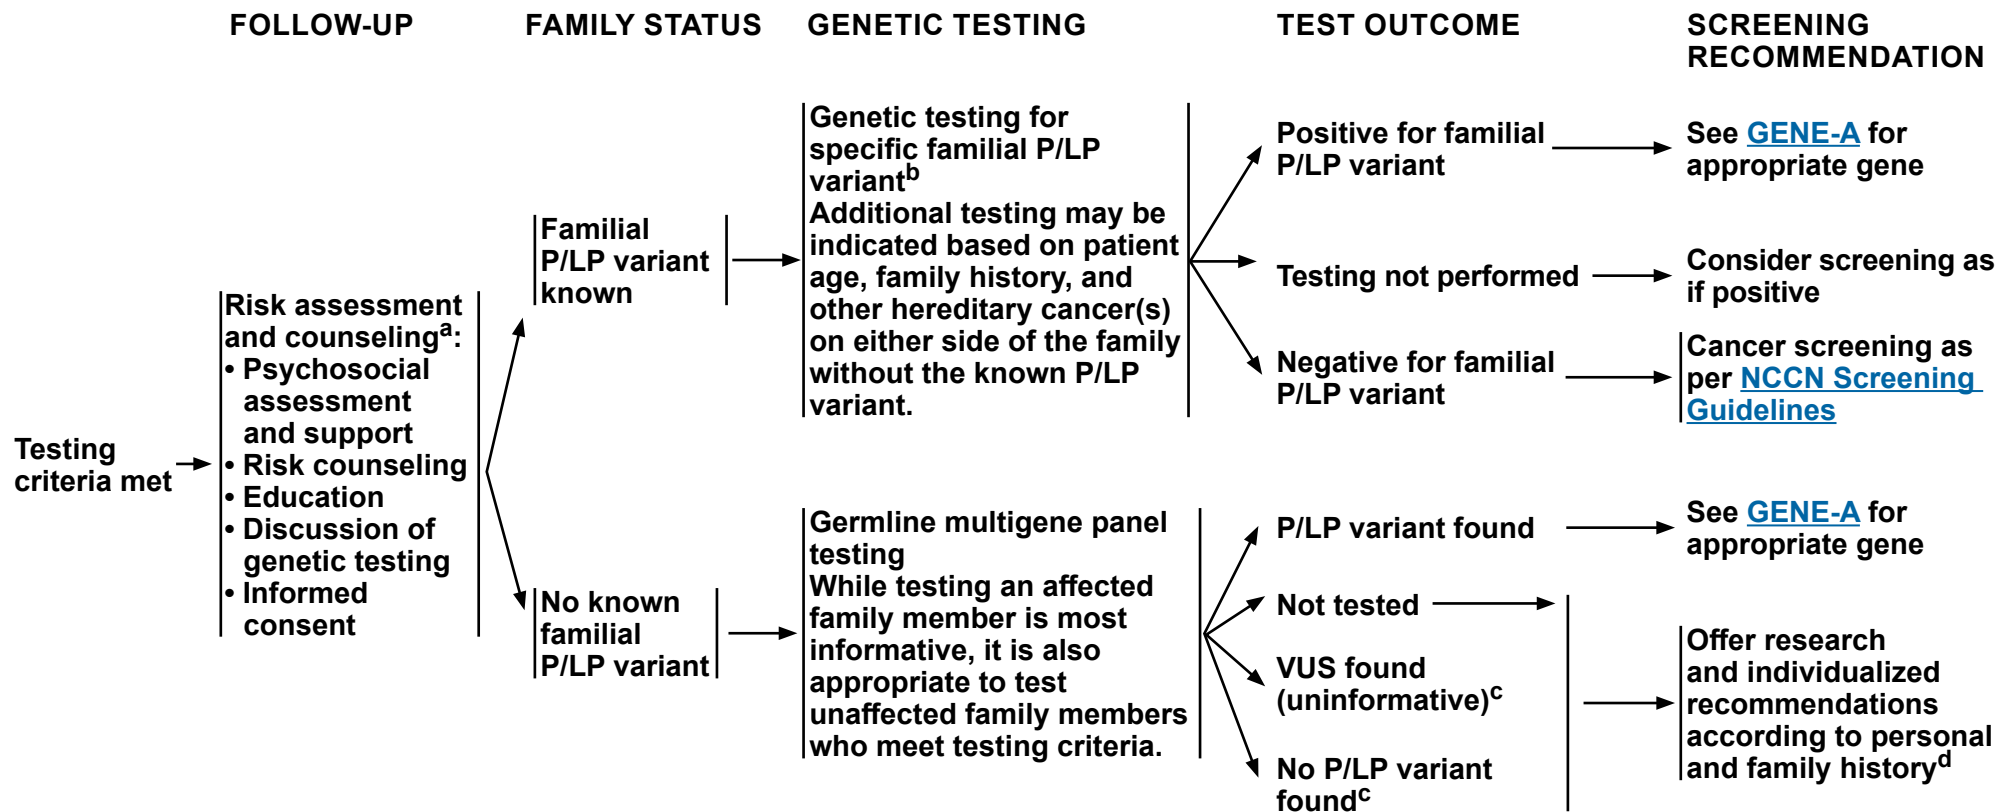 FOLLOW-UP
FAMILY STATUS
GENETIC TESTING
TEST OUTCOME
SCREENING
RECOMMENDATION
Testing
criteria met
Risk assessment
and counselingᵃ:
• Psychosocial
assessment
and support
• Risk counseling
• Education
• Discussion of
genetic testing
• Informed
consent
Familial
P/LP variant
known
Genetic testing for
specific familial P/LP
variantᵇ
Additional testing may be
indicated based on patient
age, family history, and
other hereditary cancer(s)
on either side of the family
without the known P/LP
variant.
Positive for familial
P/LP variant
See GENE-A for
appropriate gene
Testing not performed
Consider screening as
if positive
Negative for familial
P/LP variant
Cancer screening as
per NCCN Screening
Guidelines
No known
familial
P/LP variant
Germline multigene panel
testing
While testing an affected
family member is most
informative, it is also
appropriate to test
unaffected family members
who meet testing criteria.
P/LP variant found
See GENE-A for
appropriate gene
Not tested
VUS found
(uninformative)ᶜ
No P/LP variant
foundᶜ
Offer research
and individualized
recommendations
according to personal
and family historyᵈ